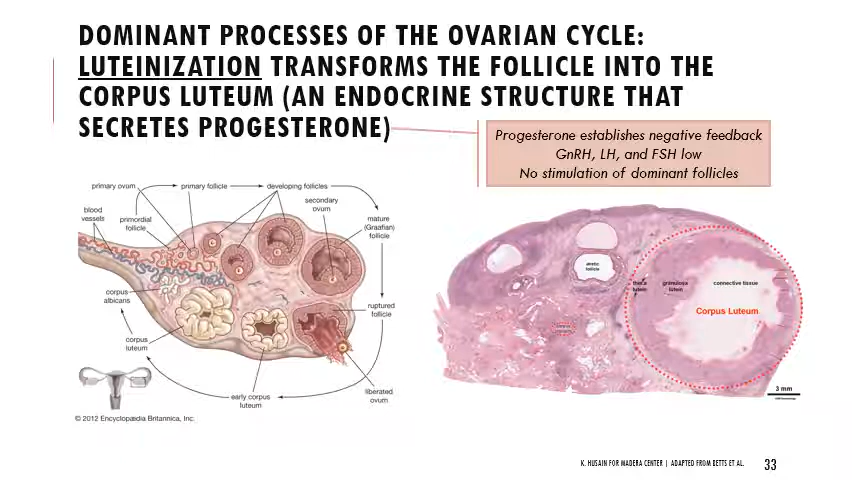 DOMINANT PROCESSES OF THE OVARIAN CYCLE:
LUTEINIZATION TRANSFORMS THE FOLLICLE INTO THE
CORPUS LUTEUM (AN ENDOCRINE STRUCTURE THAT
SECRETES PROGESTERONE)
Progesterone establishes negative feedback
GnRH, LH, and FSH low
No stimulation of dominant follicles
primary ovum
primary follicle
developing follicles
secondary
ovum
blood
vessels
primordial
follicle
mature
(Graafian)
follicle
corpus
albicans
ruptured
follicle
corpus
luteum
early corpus
luteum
liberated
ovum
© 2012 Encyclopædia Britannica, Inc.
atretic
follicle
theca
lutein
granulosa
lutein
connective tissue
Corpus Luteum
3 mm
K. HUSAIN FOR MADERA CENTER | ADAPTED FROM BETTS ET AL.
33